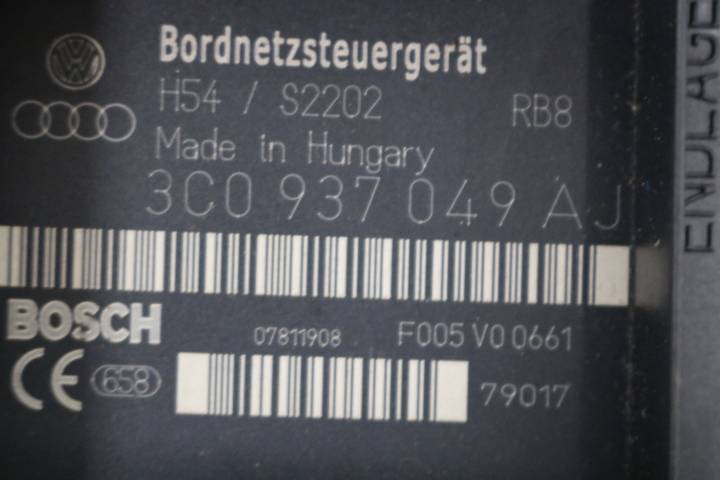 Bordnetzsteuergerät
H54 / S2202 RB8
Made in Hungary
3C0 937 049 AJ
BOSCH 07811908 F005 V0 0661
CE 658 79017
ENDLAGE